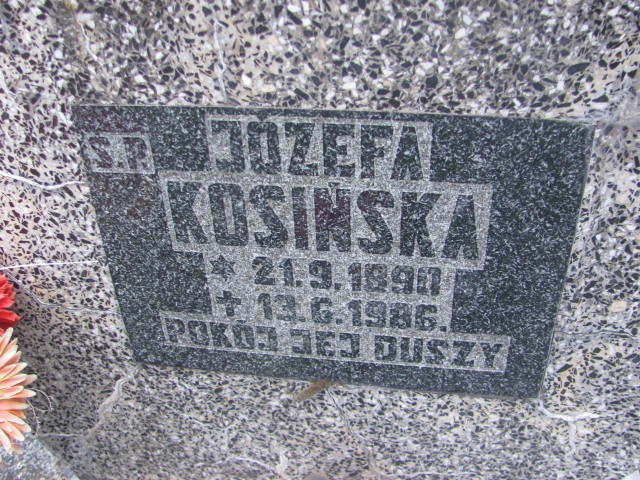 Ś.P. JÓZEFA
KOSIŃSKA
* 21.9.1890
+ 13.6.1986.
POKÓJ JEJ DUSZY